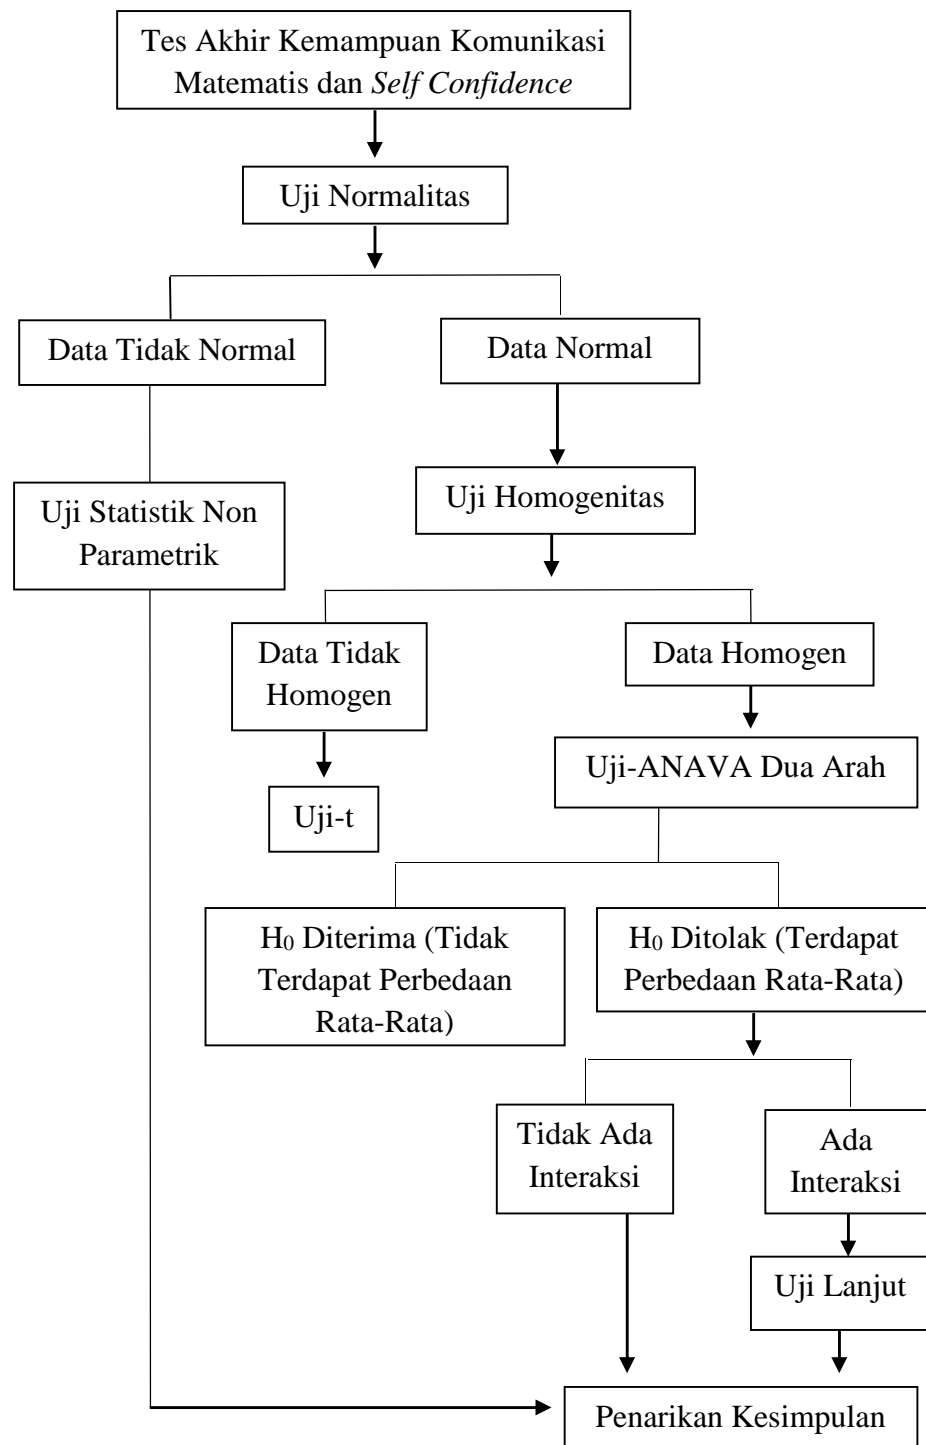 Tes Akhir Kemampuan Komunikasi
Matematis dan Self Confidence
Uji Normalitas
Data Tidak Normal
Data Normal
Uji Statistik Non
Parametrik
Uji Homogenitas
Data Tidak
Homogen
Data Homogen
Uji-t
Uji-ANAVA Dua Arah
H₀ Diterima (Tidak
Terdapat Perbedaan
Rata-Rata)
H₀ Ditolak (Terdapat
Perbedaan Rata-Rata)
Tidak Ada
Interaksi
Ada
Interaksi
Uji Lanjut
Penarikan Kesimpulan